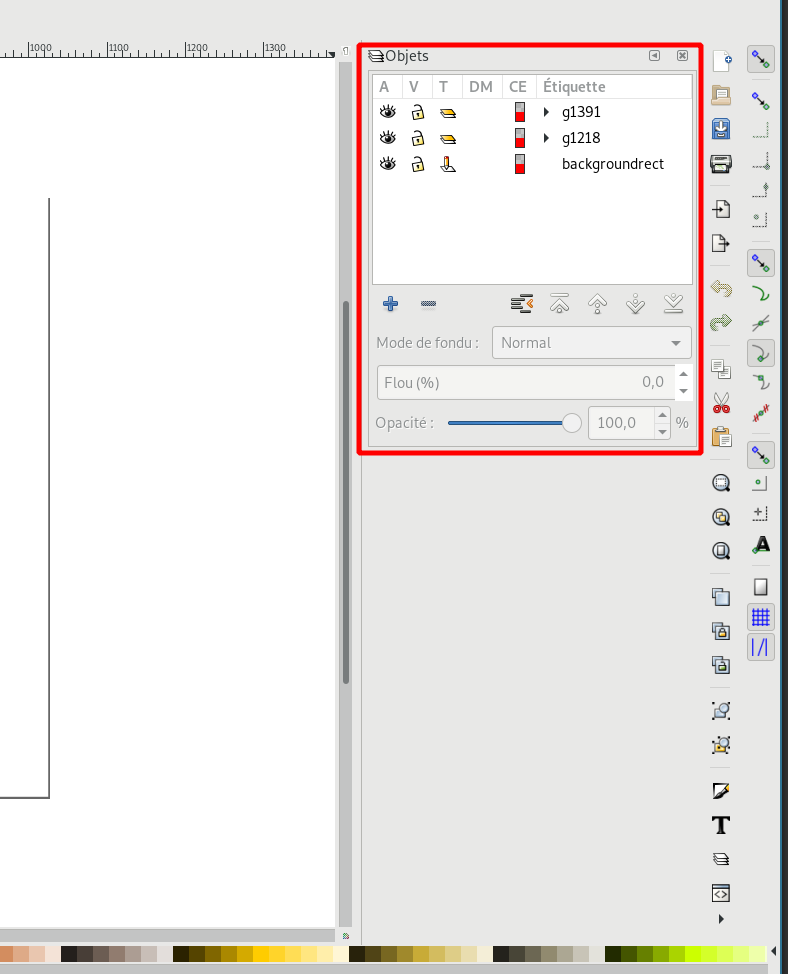 1000 1100 1200 1300
Objets
A V T DM CE Étiquette
g1391
g1218
backgroundrect
Mode de fondu : Normal
Flou (%) 0,0
Opacité : 100,0 %